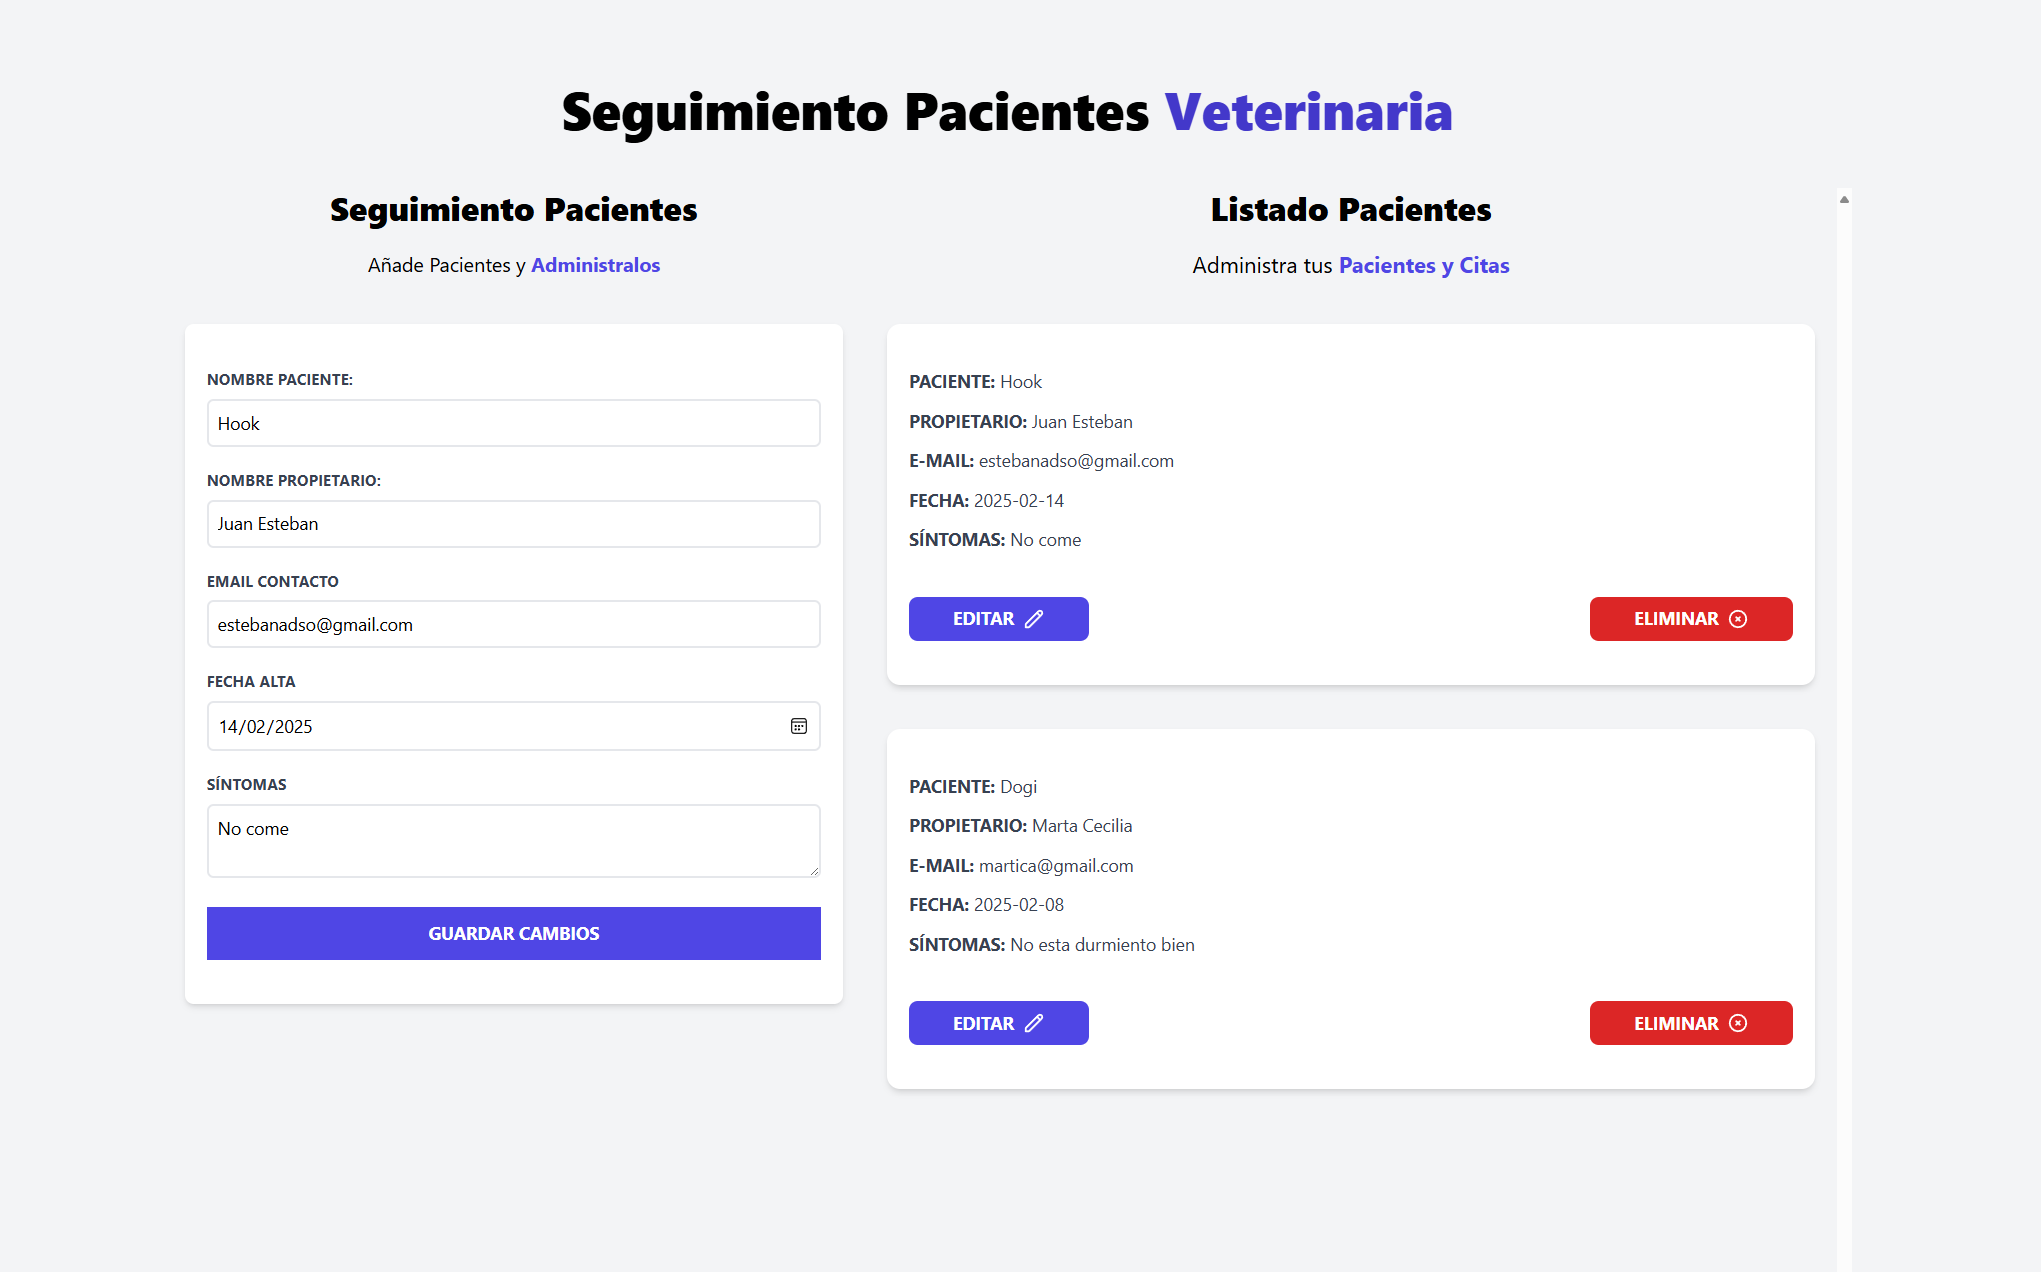 Seguimiento Pacientes Veterinaria
Seguimiento Pacientes
Añade Pacientes y Administralos
NOMBRE PACIENTE:
Hook
NOMBRE PROPIETARIO:
Juan Esteban
EMAIL CONTACTO
estebanadso@gmail.com
FECHA ALTA
14/02/2025
SÍNTOMAS
No come
GUARDAR CAMBIOS
Listado Pacientes
Administra tus Pacientes y Citas
PACIENTE: Hook
PROPIETARIO: Juan Esteban
E-MAIL: estebanadso@gmail.com
FECHA: 2025-02-14
SÍNTOMAS: No come
EDITAR
ELIMINAR
PACIENTE: Dogi
PROPIETARIO: Marta Cecilia
E-MAIL: martica@gmail.com
FECHA: 2025-02-08
SÍNTOMAS: No esta durmiento bien
EDITAR
ELIMINAR